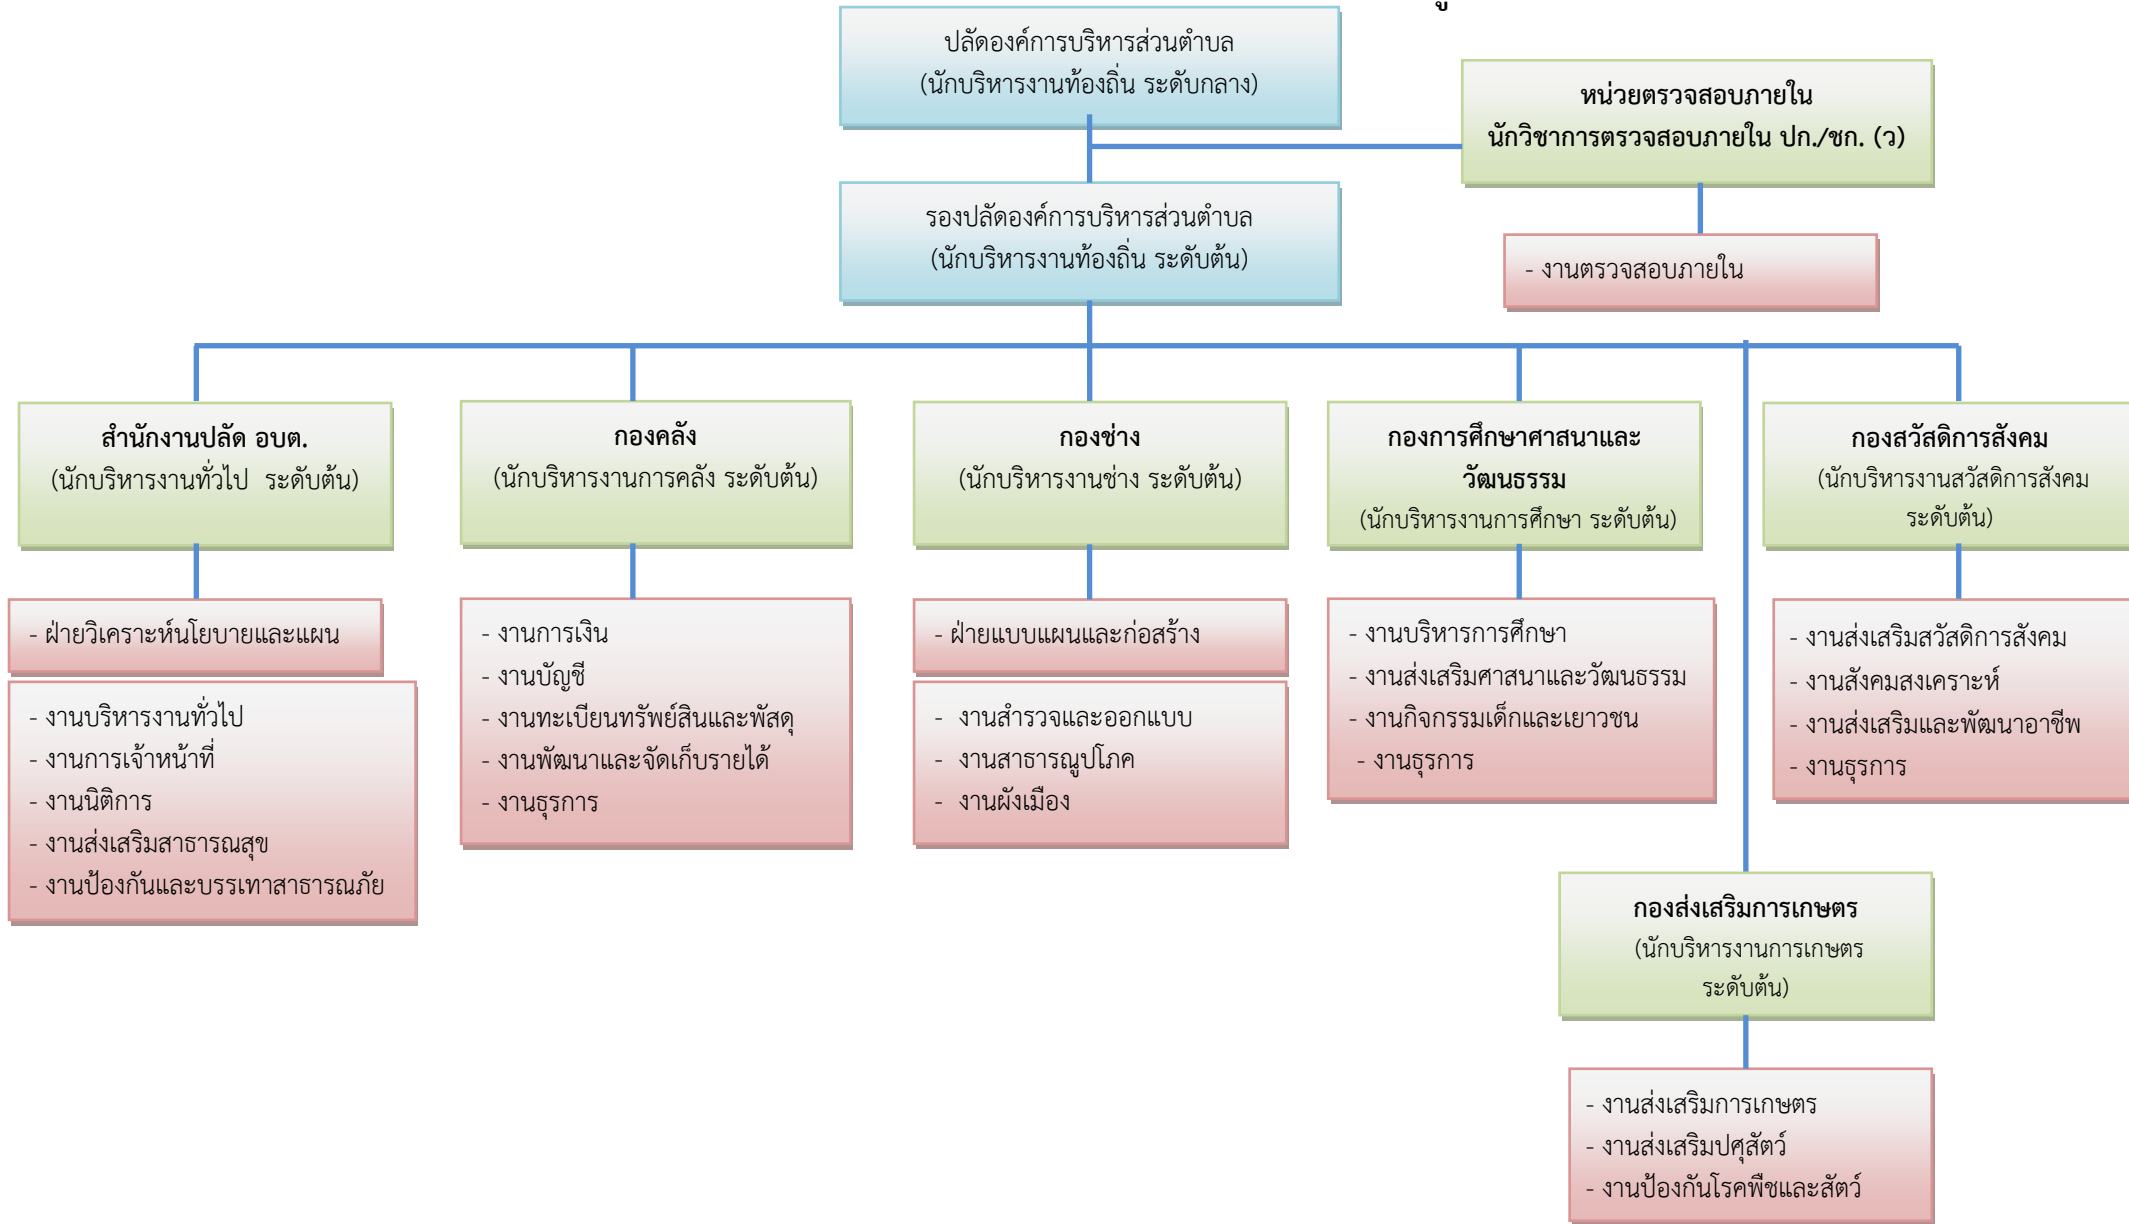 ปลัดองค์การบริหารส่วนตำบล
(นักบริหารงานท้องถิ่น ระดับกลาง)
หน่วยตรวจสอบภายใน
นักวิชาการตรวจสอบภายใน ปก./ชก. (ว)
รองปลัดองค์การบริหารส่วนตำบล
(นักบริหารงานท้องถิ่น ระดับต้น)
- งานตรวจสอบภายใน
สำนักงานปลัด อบต.
(นักบริหารงานทั่วไป ระดับต้น)
- ฝ่ายวิเคราะห์นโยบายและแผน
- งานบริหารงานทั่วไป
- งานการเจ้าหน้าที่
- งานนิติการ
- งานส่งเสริมสาธารณสุข
- งานป้องกันและบรรเทาสาธารณภัย
กองคลัง
(นักบริหารงานการคลัง ระดับต้น)
- งานการเงิน
- งานบัญชี
- งานทะเบียนทรัพย์สินและพัสดุ
- งานพัฒนาและจัดเก็บรายได้
- งานธุรการ
กองช่าง
(นักบริหารงานช่าง ระดับต้น)
- ฝ่ายแบบแผนและก่อสร้าง
- งานสำรวจและออกแบบ
- งานสาธารณูปโภค
- งานผังเมือง
กองการศึกษาศาสนาและ
วัฒนธรรม
(นักบริหารงานการศึกษา ระดับต้น)
- งานบริหารการศึกษา
- งานส่งเสริมศาสนาและวัฒนธรรม
- งานกิจกรรมเด็กและเยาวชน
- งานธุรการ
กองสวัสดิการสังคม
(นักบริหารงานสวัสดิการสังคม
ระดับต้น)
- งานส่งเสริมสวัสดิการสังคม
- งานสังคมสงเคราะห์
- งานส่งเสริมและพัฒนาอาชีพ
- งานธุรการ
กองส่งเสริมการเกษตร
(นักบริหารงานการเกษตร
ระดับต้น)
- งานส่งเสริมการเกษตร
- งานส่งเสริมปศุสัตว์
- งานป้องกันโรคพืชและสัตว์